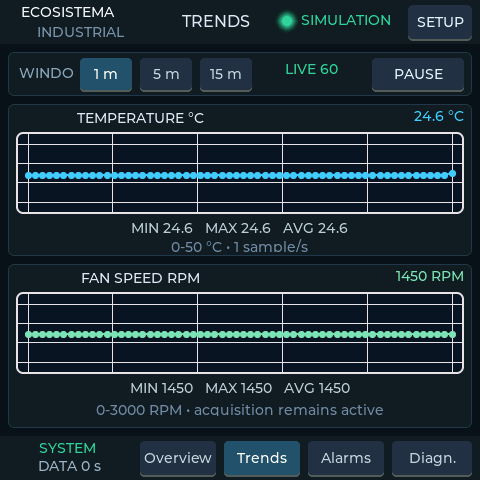 ECOSISTEMA
INDUSTRIAL
TRENDS
SIMULATION
SETUP
WINDO
1 m
5 m
15 m
LIVE 60
PAUSE
TEMPERATURE °C
24.6 °C
MIN 24.6 MAX 24.6 AVG 24.6
0-50 °C • 1 sample/s
FAN SPEED RPM
1450 RPM
MIN 1450 MAX 1450 AVG 1450
0-3000 RPM • acquisition remains active
SYSTEM
DATA 0 s
Overview
Trends
Alarms
Diagn.